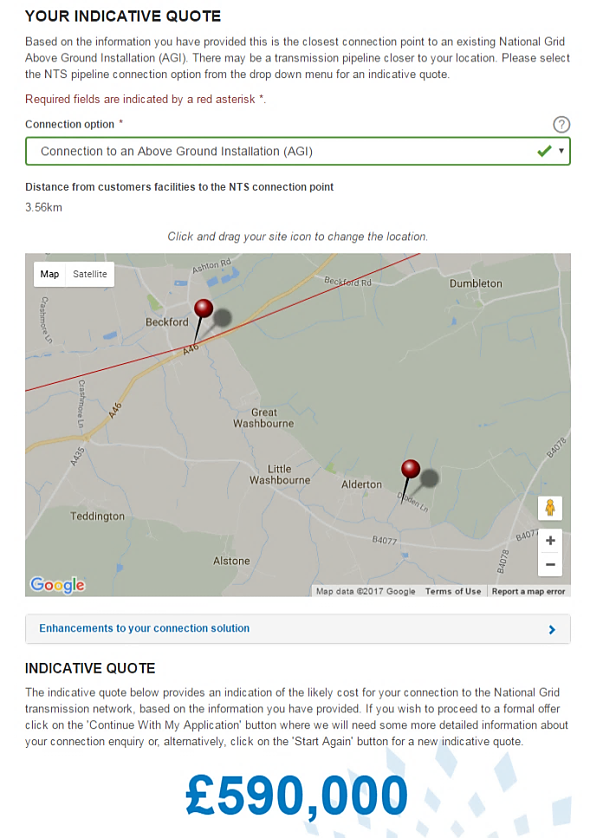 YOUR INDICATIVE QUOTE
Based on the information you have provided this is the closest connection point to an existing National Grid
Above Ground Installation (AGI). There may be a transmission pipeline closer to your location. Please select
the NTS pipeline connection option from the drop down menu for an indicative quote.
Required fields are indicated by a red asterisk *.
Connection option *
?
Connection to an Above Ground Installation (AGI)
Distance from customers facilities to the NTS connection point
3.56km
Click and drag your site icon to change the location.
Map Satellite
Ashton Rd
Beckford Rd
Dumbleton
Crashmore Ln
Beckford
A46
Crashmore Ln
A46
Great
Washbourne
A435
B4078
Little
Washbourne
Alderton
Dibden Ln
Teddington
B4077
B4077
B4078
Alstone
+
−
Google
Map data ©2017 Google Terms of Use Report a map error
Enhancements to your connection solution
INDICATIVE QUOTE
The indicative quote below provides an indication of the likely cost for your connection to the National Grid
transmission network, based on the information you have provided. If you wish to proceed to a formal offer
click on the 'Continue With My Application' button where we will need some more detailed information about
your connection enquiry or, alternatively, click on the 'Start Again' button for a new indicative quote.
£590,000